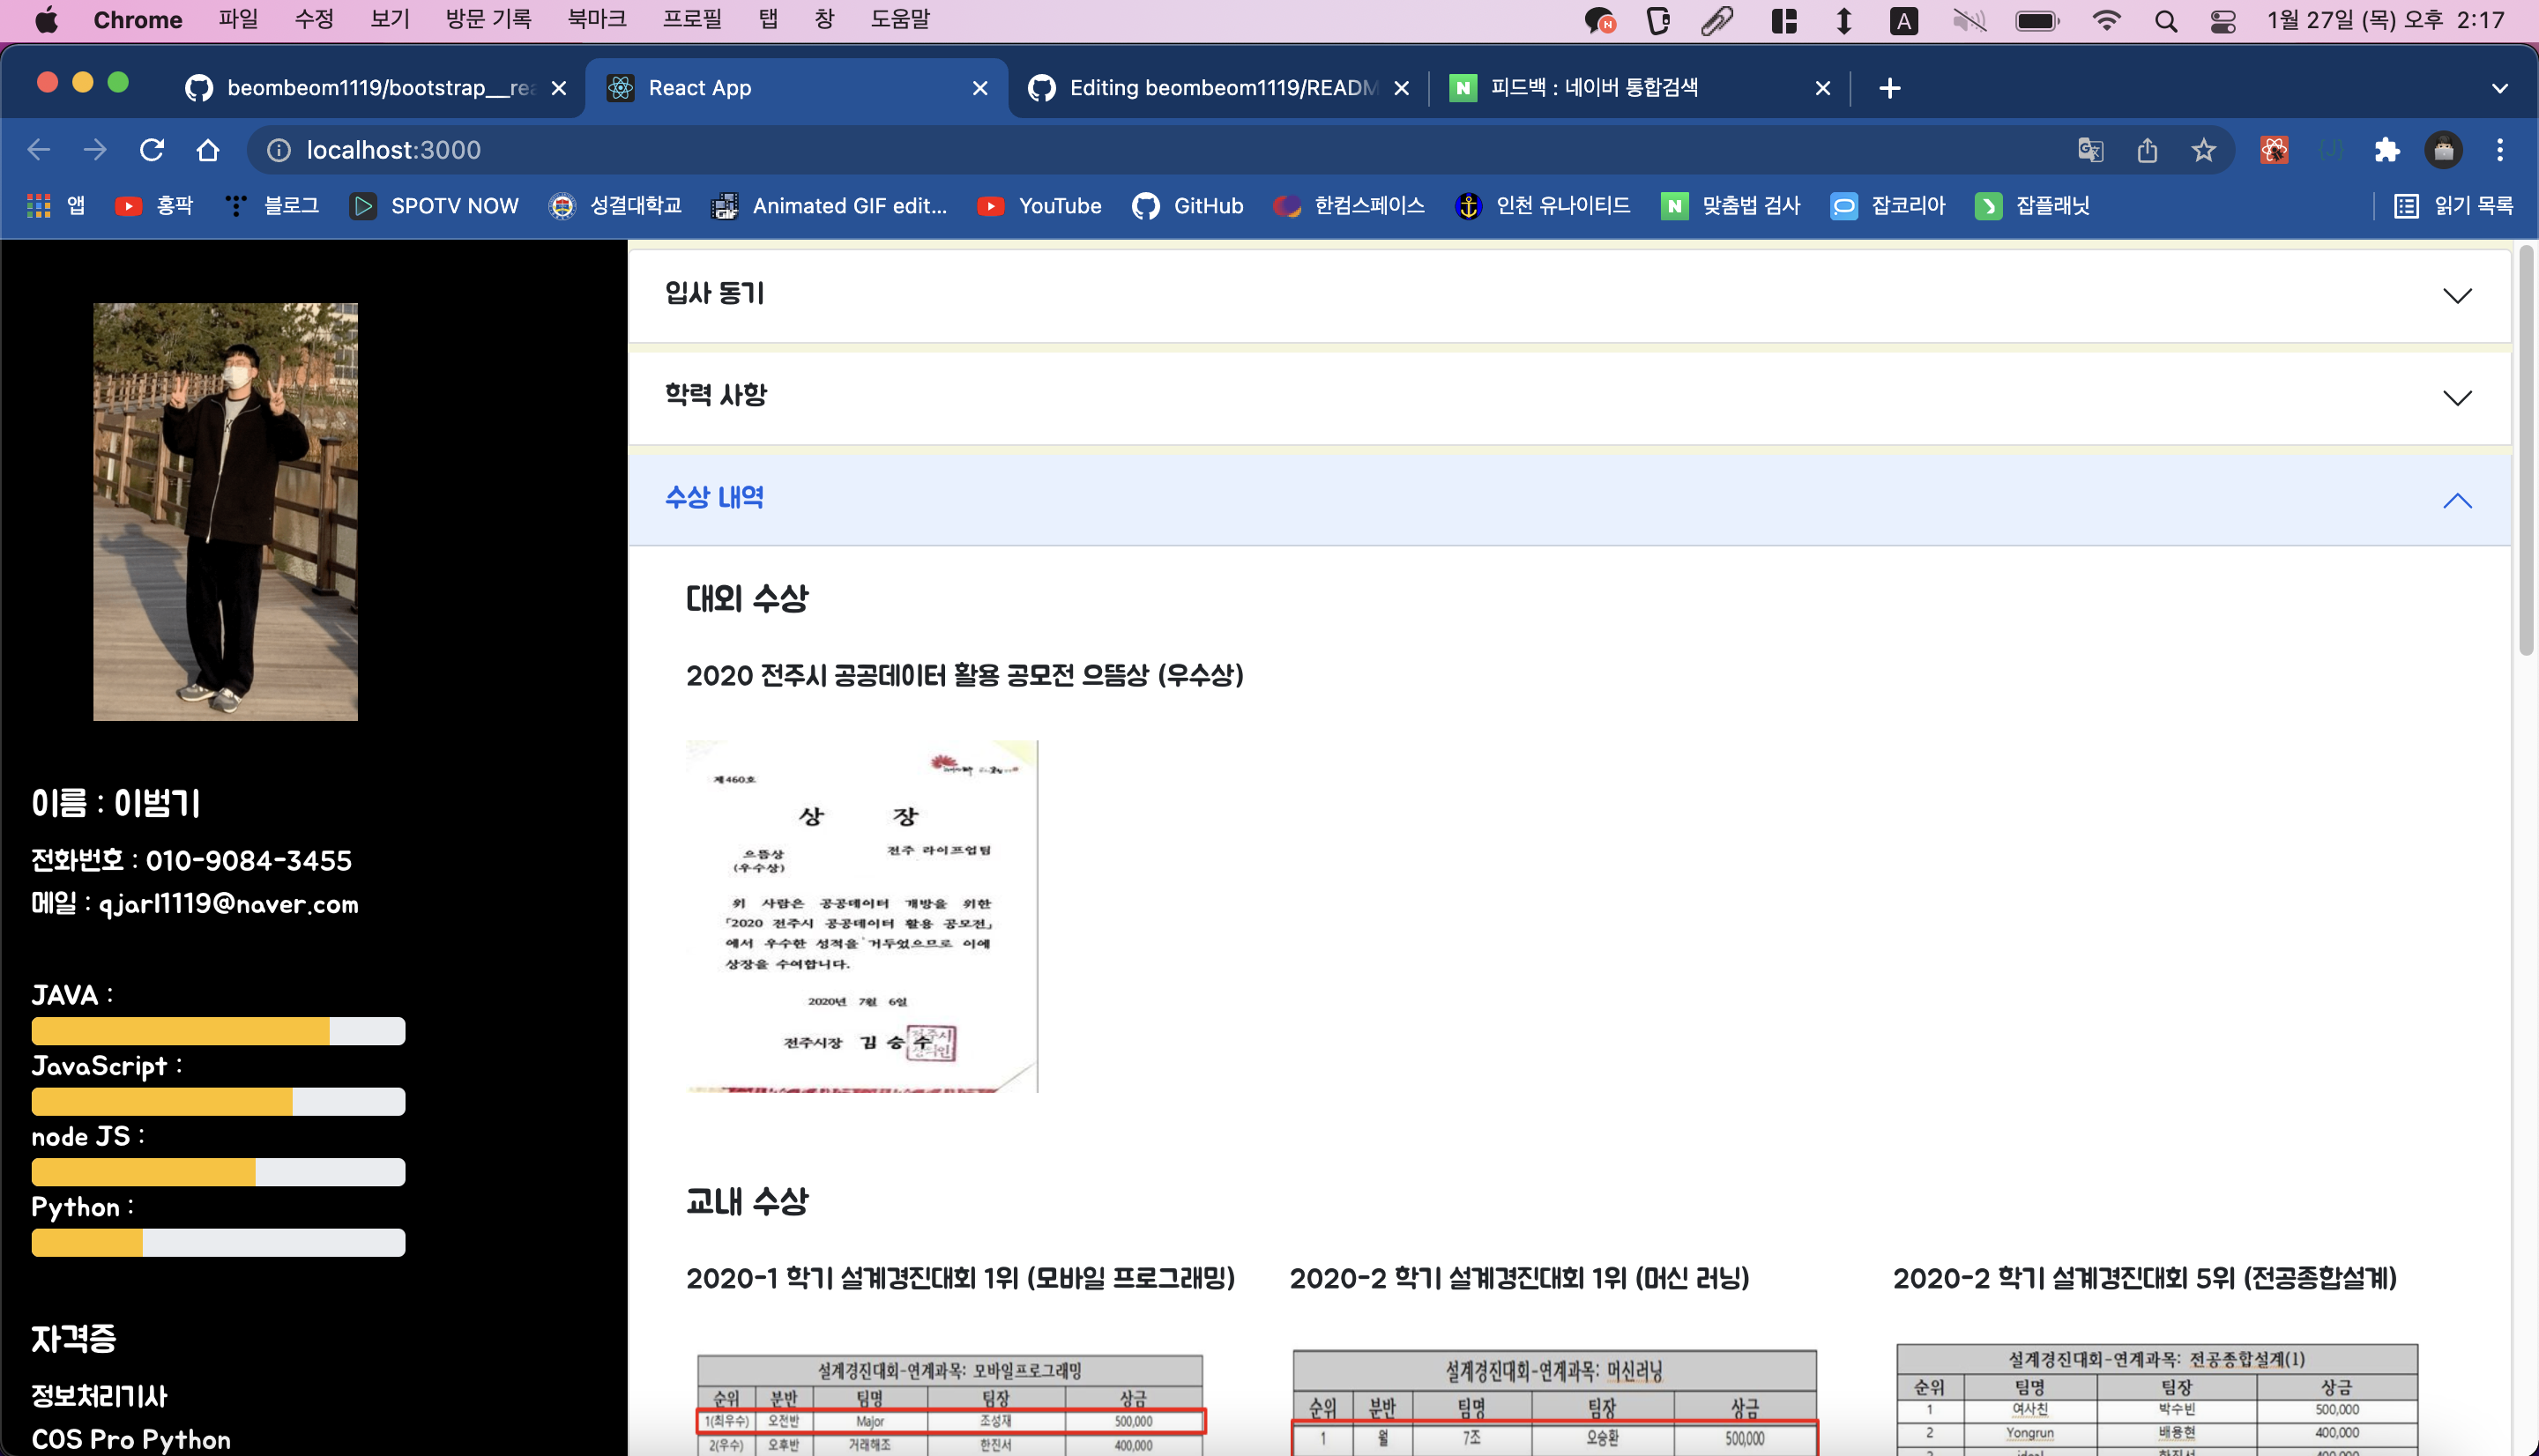 Chrome 파일 수정 보기 방문 기록 북마크 프로필 탭 창 도움말 A 1월 27일 (목) 오후 2:17
beombeom1119/bootstrap__rea React App Editing beombeom1119/READM N 피드백 : 네이버 통합검색
localhost:3000
앱 홍팍 블로그 SPOTV NOW 성결대학교 Animated GIF edit... YouTube GitHub 한컴스페이스 인천 유나이티드 맞춤법 검사 잡코리아 잡플래닛 읽기 목록
이름 : 이범기
전화번호 : 010-9084-3455
메일 : qjarl1119@naver.com
JAVA :
JavaScript :
node JS :
Python :
자격증
정보처리기사
COS Pro Python
입사 동기
학력 사항
수상 내역
대외 수상
2020 전주시 공공데이터 활용 공모전 으뜸상 (우수상)
제460호
상 장
으뜸상 전주 라이프업팀
(우수상)
위 사람은 공공데이터 개방을 위한
「2020 전주시 공공데이터 활용 공모전」
에서 우수한 성적을 거두었으므로 이에
상장을 수여합니다.
2020년 7월 6일
전주시장 김 승 수
교내 수상
2020-1 학기 설계경진대회 1위 (모바일 프로그래밍)
설계경진대회-연계과목: 모바일프로그래밍
순위 분반 팀명 팀장 상금
1(최우수) 오전반 Major 조성재 500,000
2(우수) 오후반 거래해조 한진서 400,000
2020-2 학기 설계경진대회 1위 (머신 러닝)
설계경진대회-연계과목: 머신러닝
순위 분반 팀명 팀장 상금
1 월 7조 오승환 500,000
2020-2 학기 설계경진대회 5위 (전공종합설계)
설계경진대회-연계과목: 전공종합설계(1)
순위 팀명 팀장 상금
1 여사친 박수빈 500,000
2 Yongrun 배용현 400,000